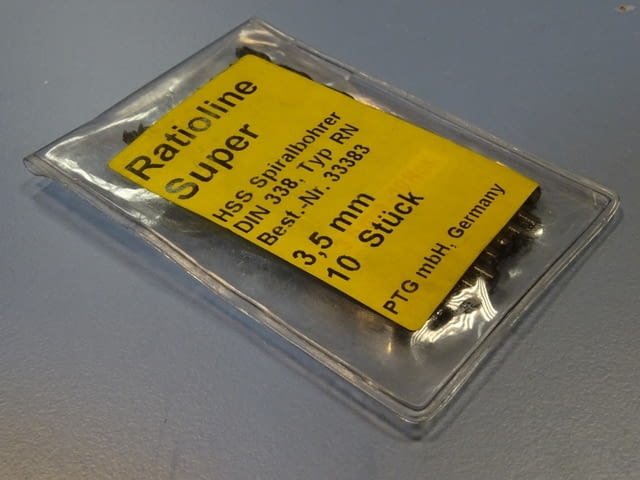 Ratioline
Super
HSS Spiralbohrer
DIN 338, Typ RN
Best.-Nr. 33383
3,5 mm
10 Stück
PTG mbH, Germany